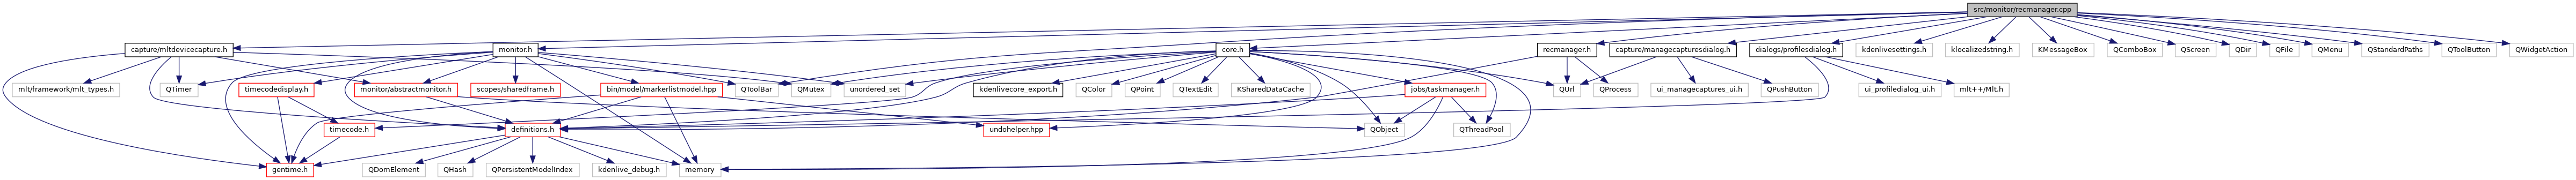 src/monitor/recmanager.cpp
capture/mltdevicecapture.h
monitor.h
core.h
recmanager.h
capture/managecapturesdialog.h
dialogs/profilesdialog.h
kdenlivesettings.h
klocalizedstring.h
KMessageBox
QComboBox
QScreen
QDir
QFile
QMenu
QStandardPaths
QToolButton
QWidgetAction
mlt/framework/mlt_types.h
QTimer
timecodedisplay.h
monitor/abstractmonitor.h
scopes/sharedframe.h
bin/model/markerlistmodel.hpp
QToolBar
QMutex
unordered_set
kdenlivecore_export.h
QColor
QPoint
QTextEdit
KSharedDataCache
jobs/taskmanager.h
QUrl
QProcess
ui_managecaptures_ui.h
QPushButton
ui_profiledialog_ui.h
mlt++/Mlt.h
timecode.h
definitions.h
undohelper.hpp
QObject
QThreadPool
gentime.h
QDomElement
QHash
QPersistentModelIndex
kdenlive_debug.h
memory